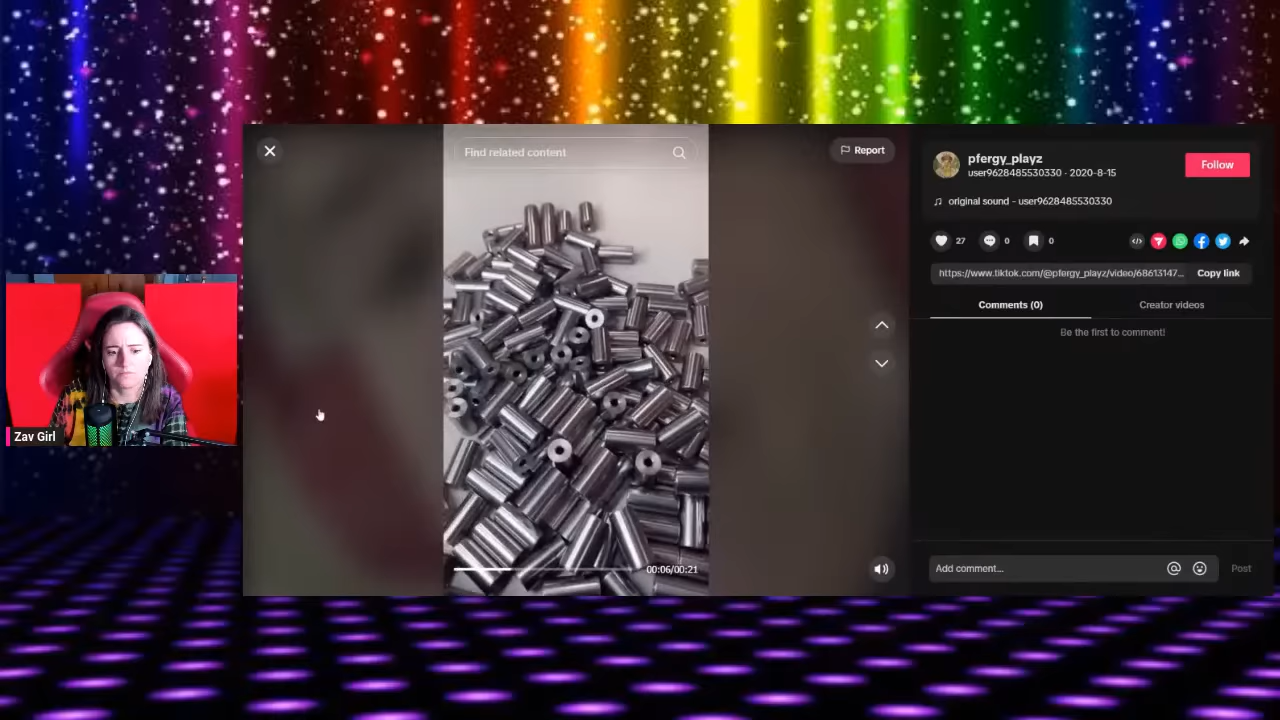 Find related content
Report
pfergy_playz
user9628485530330 · 2020-8-15
Follow
original sound - user9628485530330
27
0
0
https://www.tiktok.com/@pfergy_playz/video/68613147...
Copy link
Comments (0)
Creator videos
Be the first to comment!
Zav Girl
00:06/00:21
Add comment...
Post